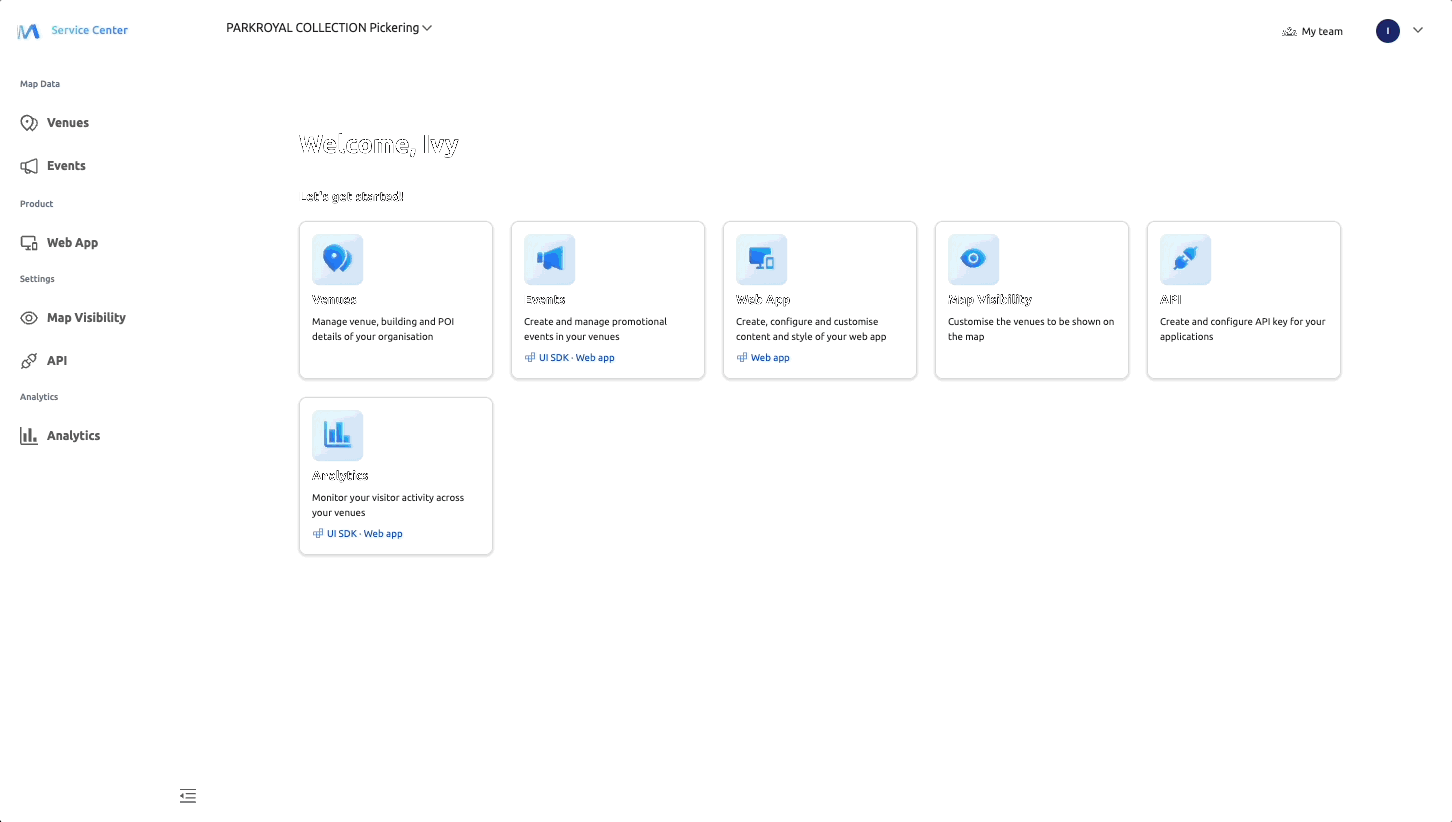 Service Center
PARKROYAL COLLECTION Pickering
My team
I
Map Data
Venues
Events
Product
Web App
Settings
Map Visibility
API
Analytics
Analytics
Welcome, Ivy
Let's get started!
Venues
Manage venue, building and POI
details of your organisation
Events
Create and manage promotional
events in your venues
UI SDK · Web app
Web App
Create, configure and customise
content and style of your web app
Web app
Map Visibility
Customise the venues to be shown on
the map
API
Create and configure API key for your
applications
Analytics
Monitor your visitor activity across
your venues
UI SDK · Web app